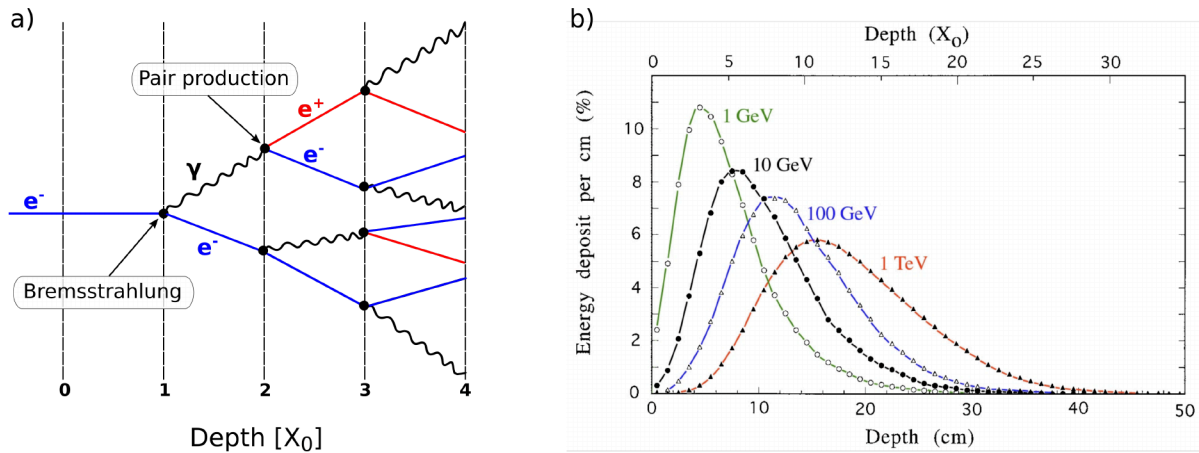 a)
Pair production
e+
e-
γ
e-
e-
Bremsstrahlung
0 1 2 3 4
Depth [X0]
b)
Depth (X0)
0 5 10 15 20 25 30
Energy deposit per cm (%)
10
8
6
4
2
0
1 GeV
10 GeV
100 GeV
1 TeV
0 10 20 30 40 50
Depth (cm)